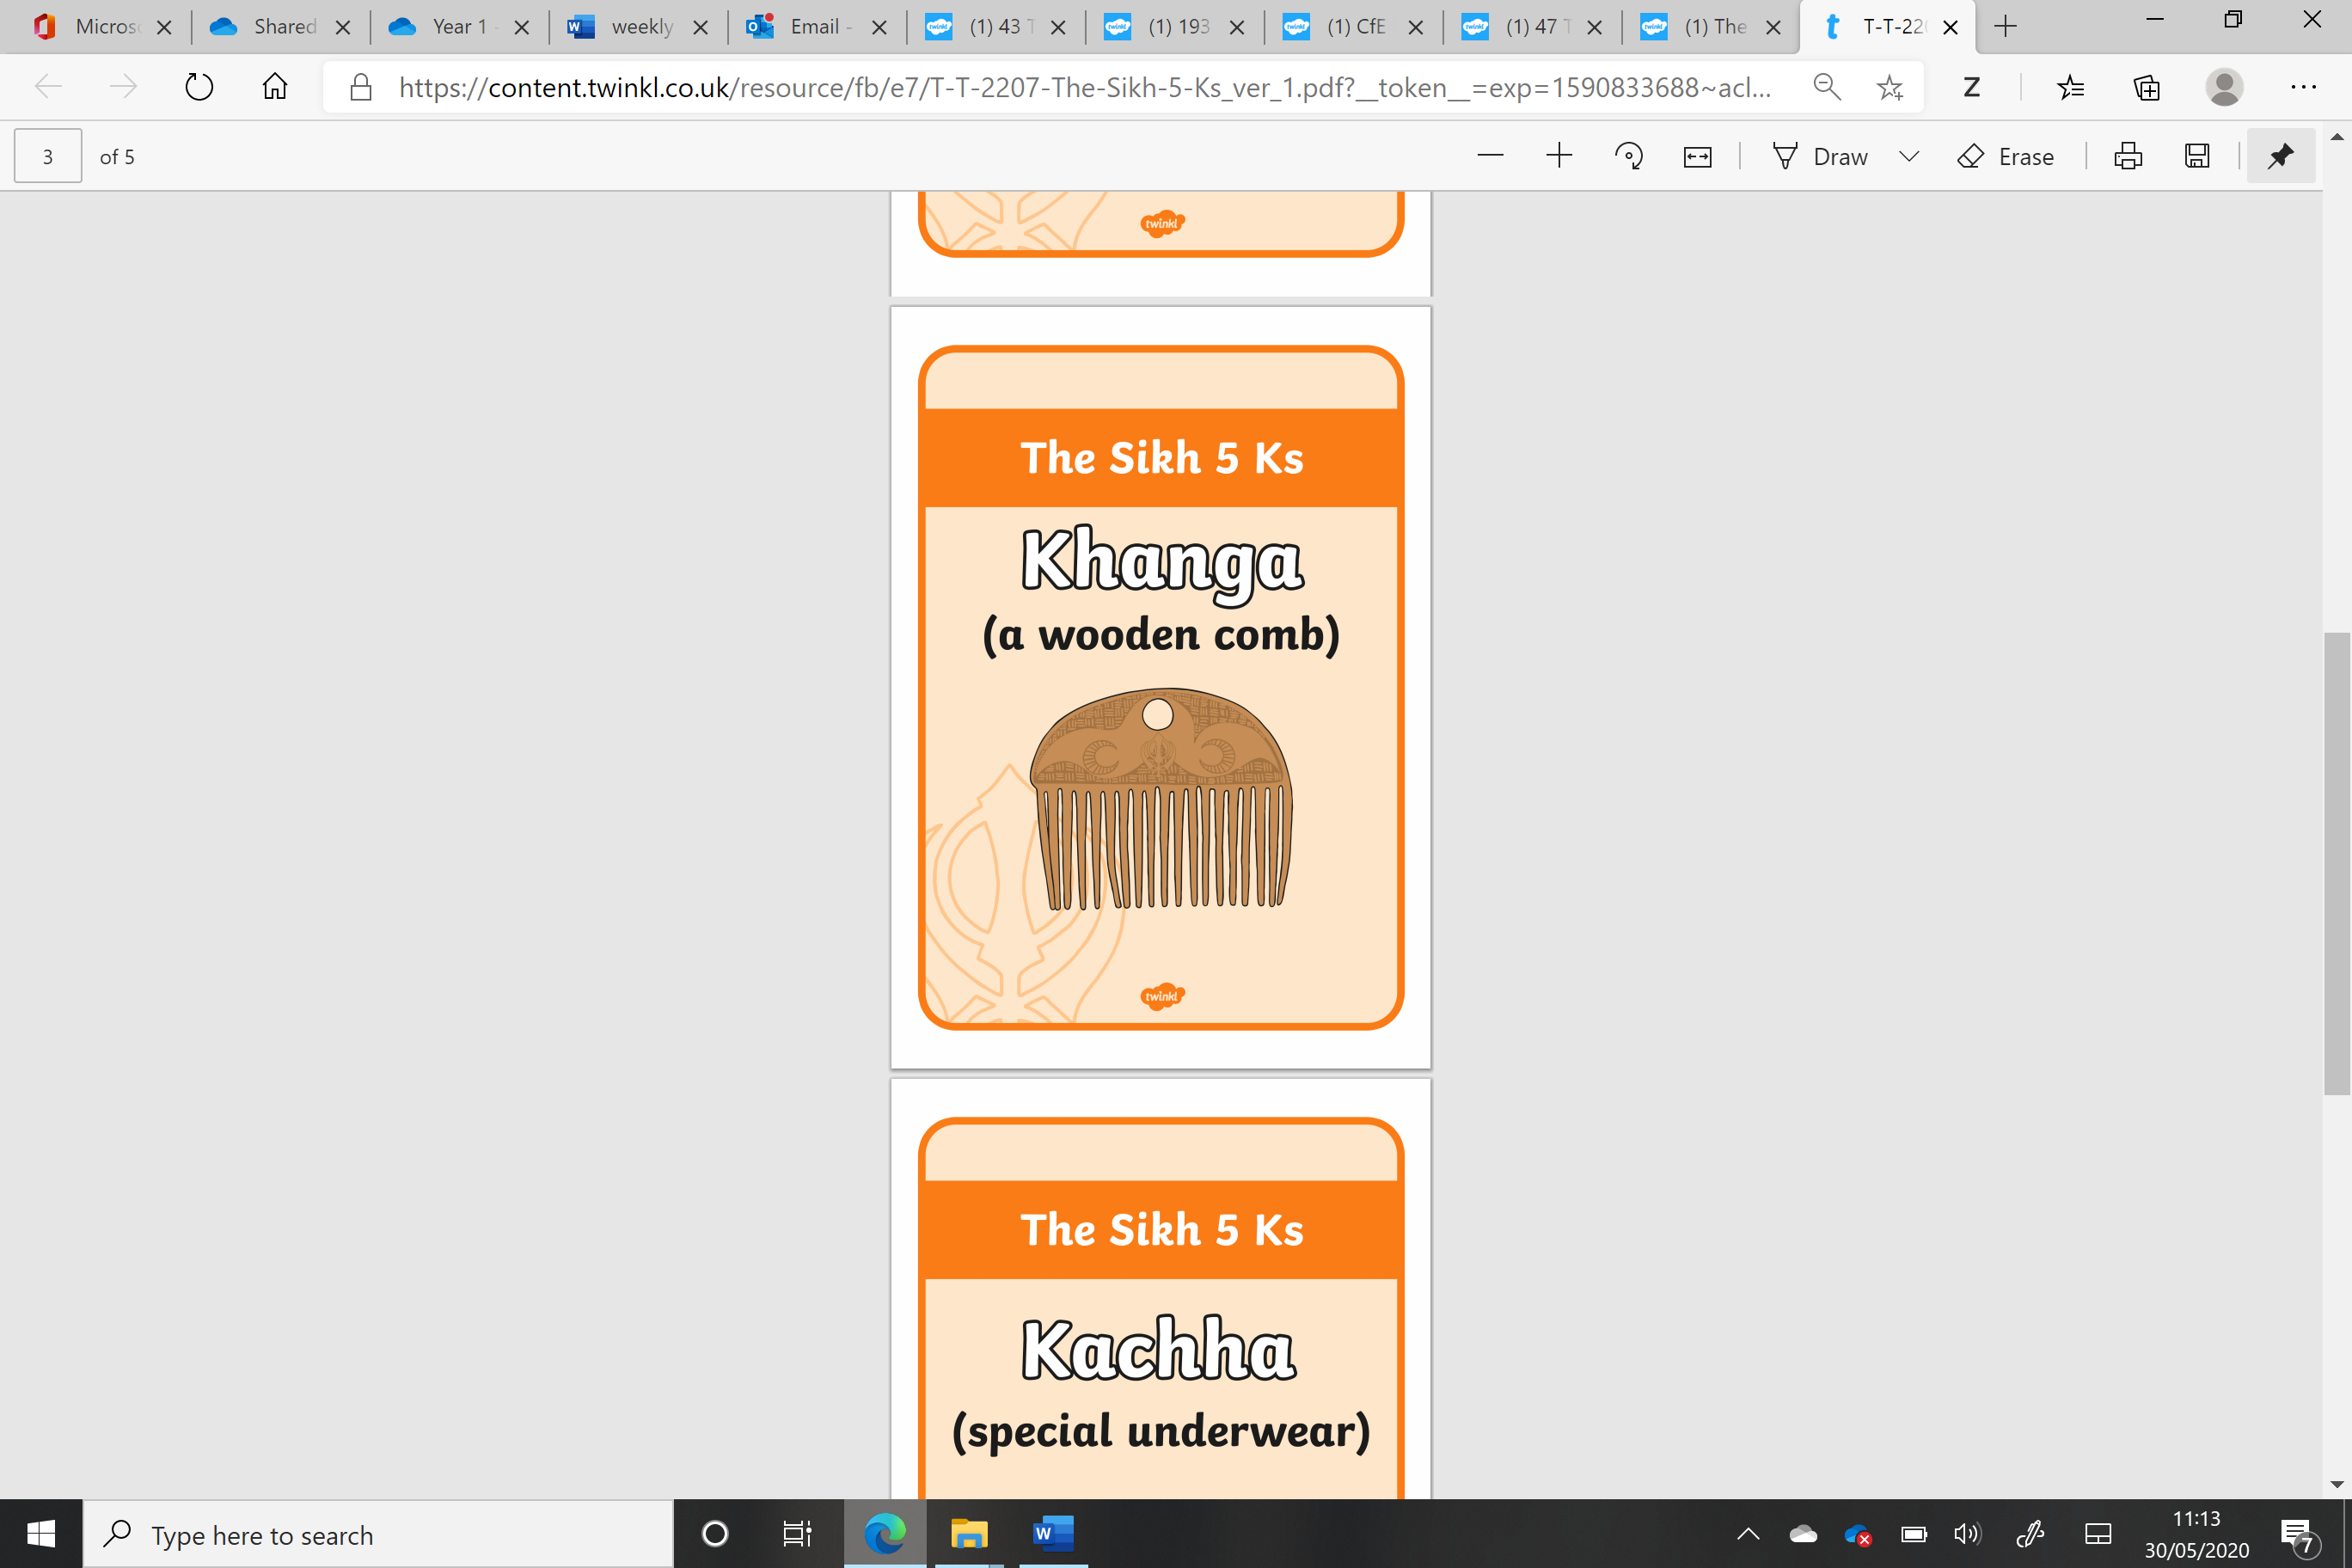 Micros
Shared
Year 1 -
weekly
Email -
(1) 43 T
(1) 193
(1) CfE
(1) 47 T
(1) The
T-T-220
https://content.twinkl.co.uk/resource/fb/e7/T-T-2207-The-Sikh-5-Ks_ver_1.pdf?__token__=exp=1590833688~acl...
Z
3 of 5
Draw
Erase
twinkl
The Sikh 5 Ks
Khanga
(a wooden comb)
twinkl
The Sikh 5 Ks
Kachha
(special underwear)
Type here to search
11:13
30/05/2020
7